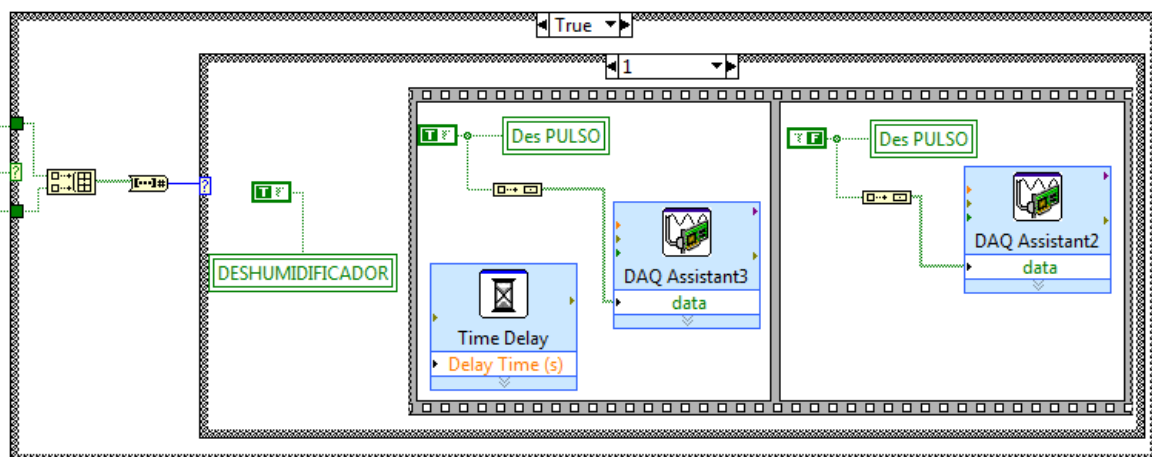 True
1
T
Des PULSO
F
Des PULSO
?
?
T
DESHUMIDIFICADOR
DAQ Assistant3
data
DAQ Assistant2
data
Time Delay
Delay Time (s)